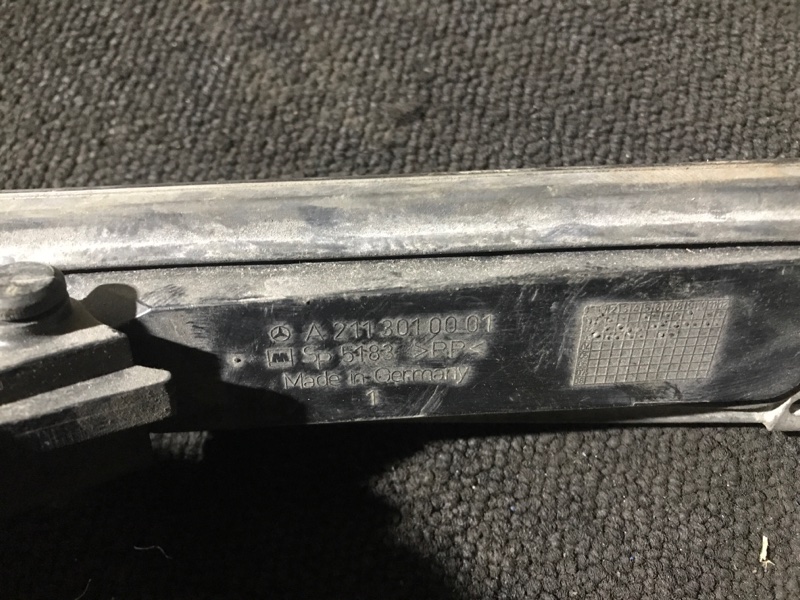 A 211 301 00 01
Sp 5183 >PP<
Made in Germany
1